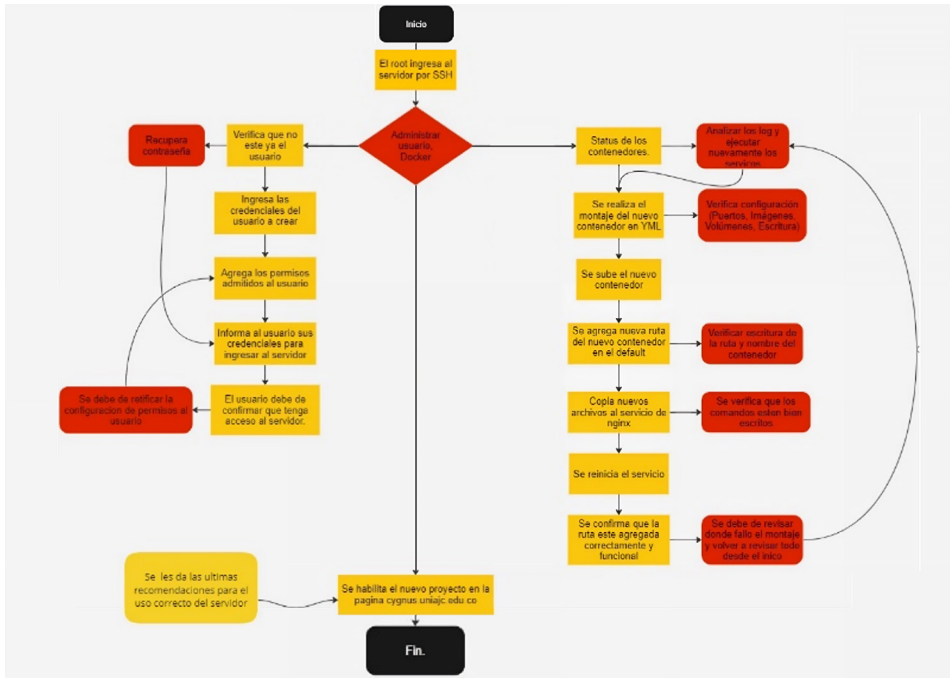 Inicio
El root ingresa al
servidor por SSH
Administrar
usuario,
Docker
Verifica que no
este ya el
usuario
Recupera
contraseña
Ingresa las
credenciales del
usuario a crear
Agrega los permisos
admitidos al usuario
Informa al usuario sus
credenciales para
ingresar al servidor
El usuario debe de
confirmar que tenga
acceso al servidor.
Se debe de retificar la
configuracion de permisos al
usuario
Status de los
contenedores.
Analizar los log y
ejecutar
nuevamente los
servicos.
Se realiza el
montaje del nuevo
contenedor en YML
Verifica configuración
(Puertos, Imágenes,
Volúmenes, Escritura)
Se sube el nuevo
contenedor
Se agrega nueva ruta
del nuevo contenedor
en el default
Verificar escritura de
la ruta y nombre del
contenedor
Copia nuevos
archivos al servicio de
nginx
Se verifica que los
comandos esten bien
escritos
Se reinicia el servicio
Se confirma que la
ruta este agregada
correctamente y
funcional
Se debe de revisar
donde fallo el montaje
y volver a revisar todo
desde el inico
Se les da las ultimas
recomendaciones para el
uso correcto del servidor
Se habilita el nuevo proyecto en la
pagina cygnus.uniajc.edu.co
Fin.